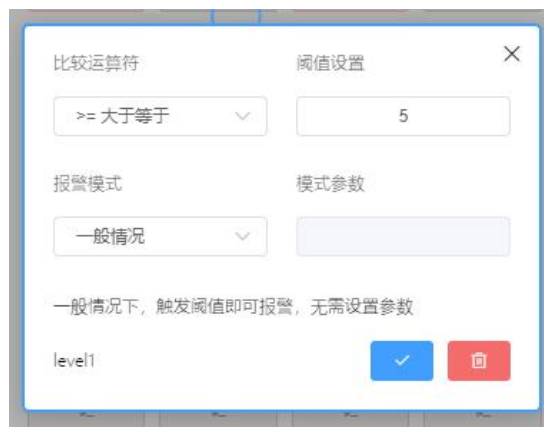 比较运算符 阈值设置
>= 大于等于 5
报警模式 模式参数
一般情况
一般情况下，触发阈值即可报警，无需设置参数
level1